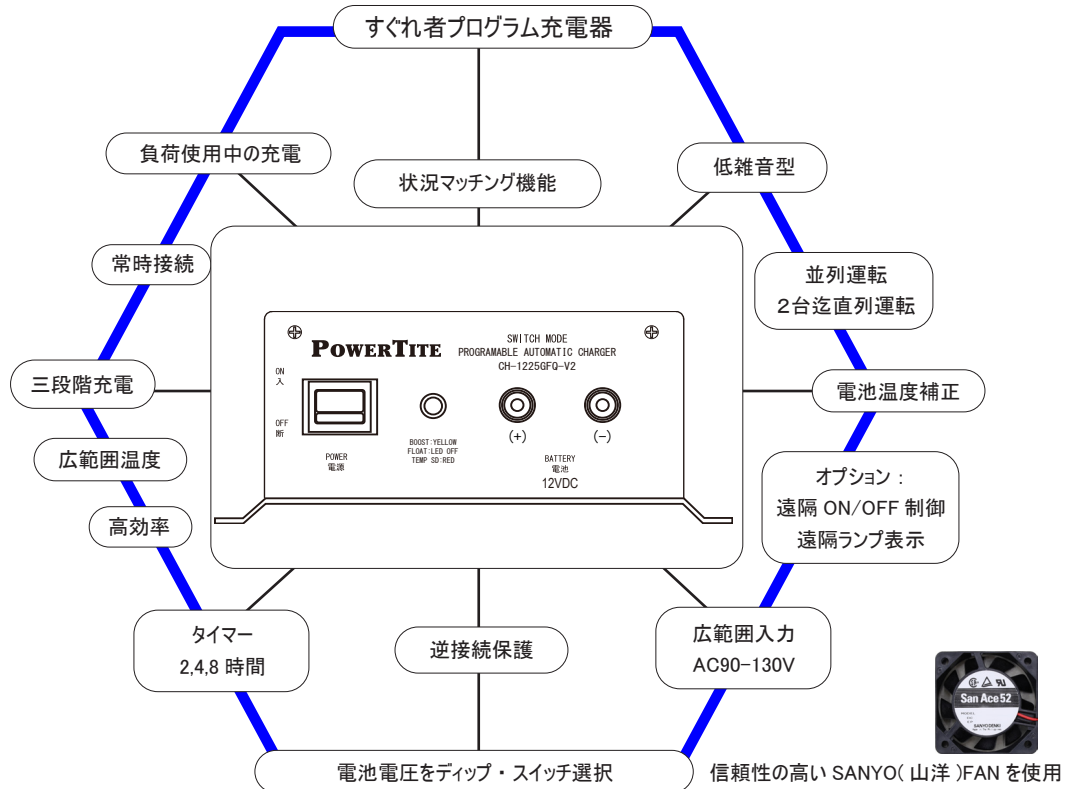 すぐれ者プログラム充電器
負荷使用中の充電
状況マッチング機能
低雑音型
常時接続
並列運転
2台迄直列運転
三段階充電
電池温度補正
広範囲温度
高効率
オプション：
遠隔 ON/OFF 制御
遠隔ランプ表示
タイマー
2,4,8 時間
逆接続保護
広範囲入力
AC90-130V
電池電圧をディップ・スイッチ選択
POWERTITE
SWITCH MODE
PROGRAMABLE AUTOMATIC CHARGER
CH-1225GFQ-V2
ON
入
OFF
断
POWER
電源
BOOST:YELLOW
FLOAT:LED OFF
TEMP SD:RED
(+)
(-)
BATTERY
電池
12VDC
San Ace 52
SANYO DENKI
信頼性の高い SANYO( 山洋 )FAN を使用